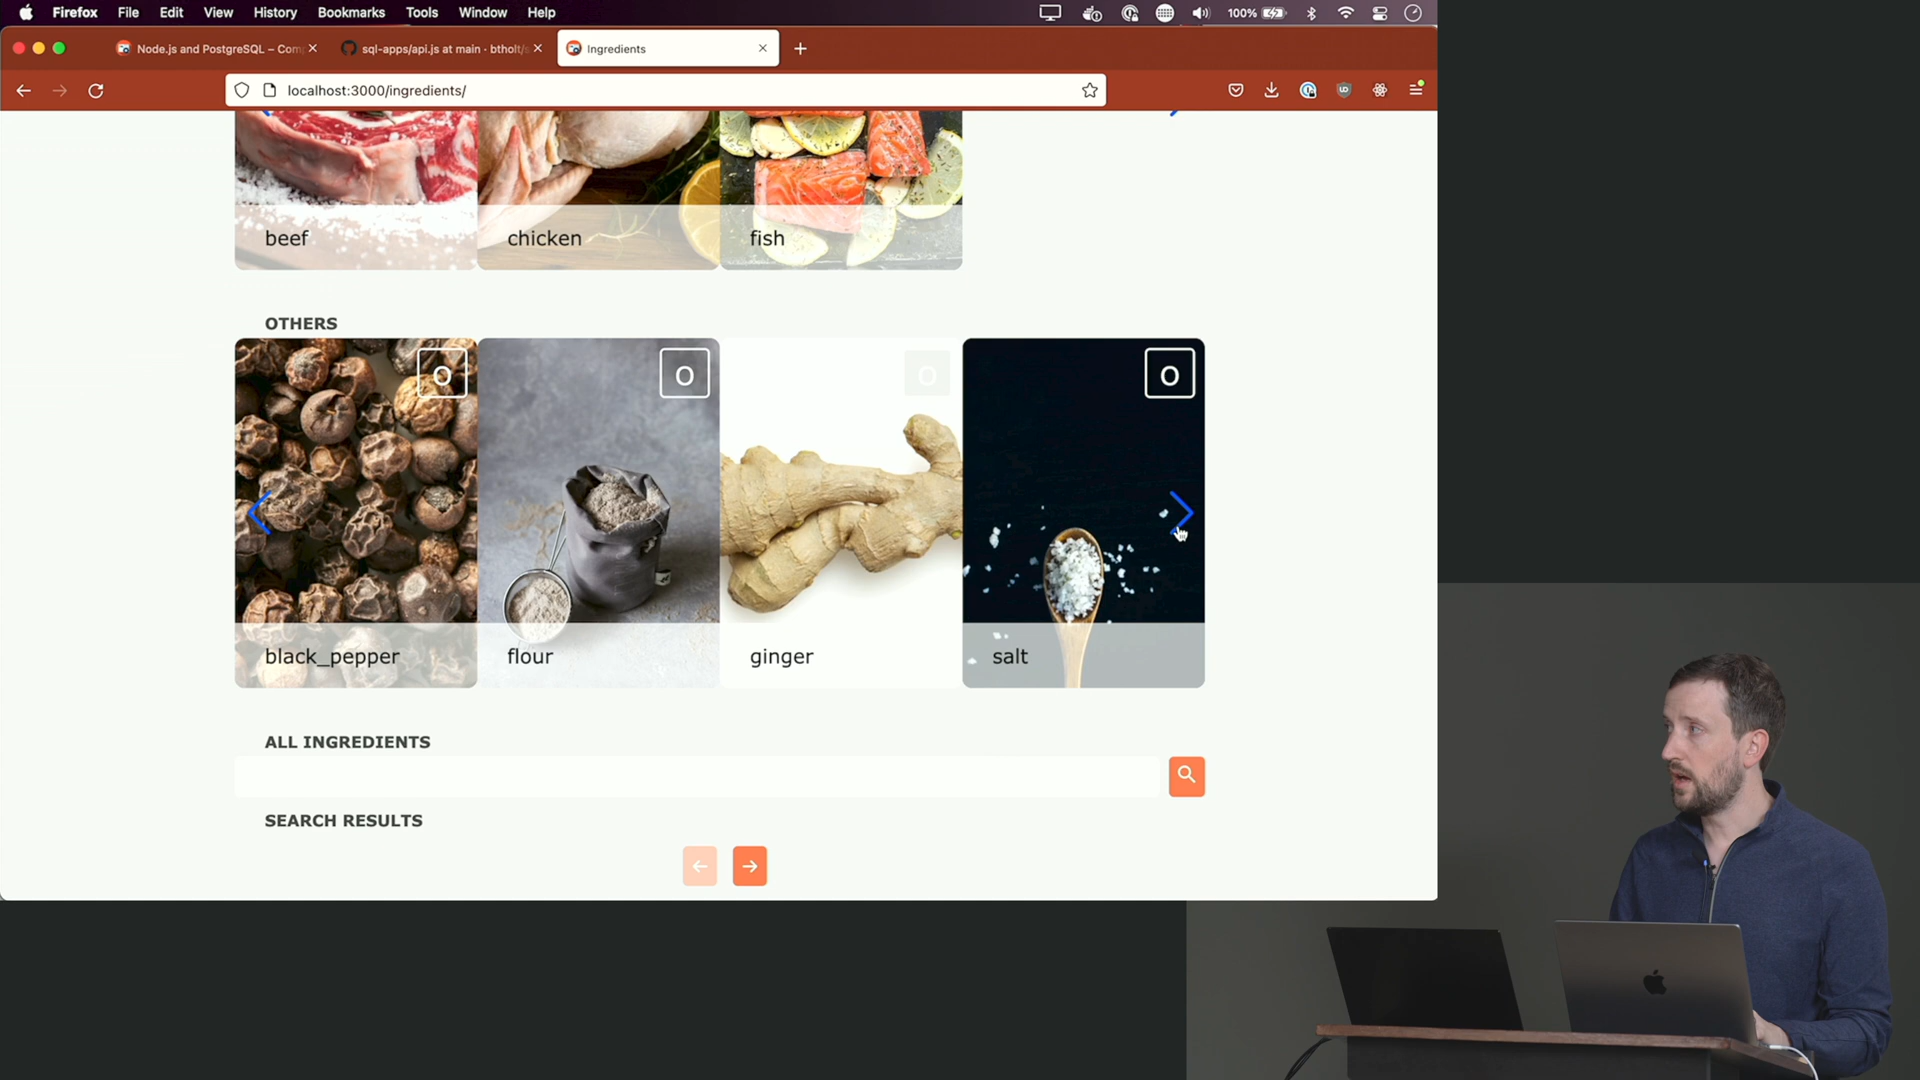 Firefox File Edit View History Bookmarks Tools Window Help
100%
Node.js and PostgreSQL – Com
sql-apps/api.js at main · btholt/s
Ingredients
localhost:3000/ingredients/
beef
chicken
fish
OTHERS
O
O
O
O
black_pepper
flour
ginger
salt
ALL INGREDIENTS
SEARCH RESULTS